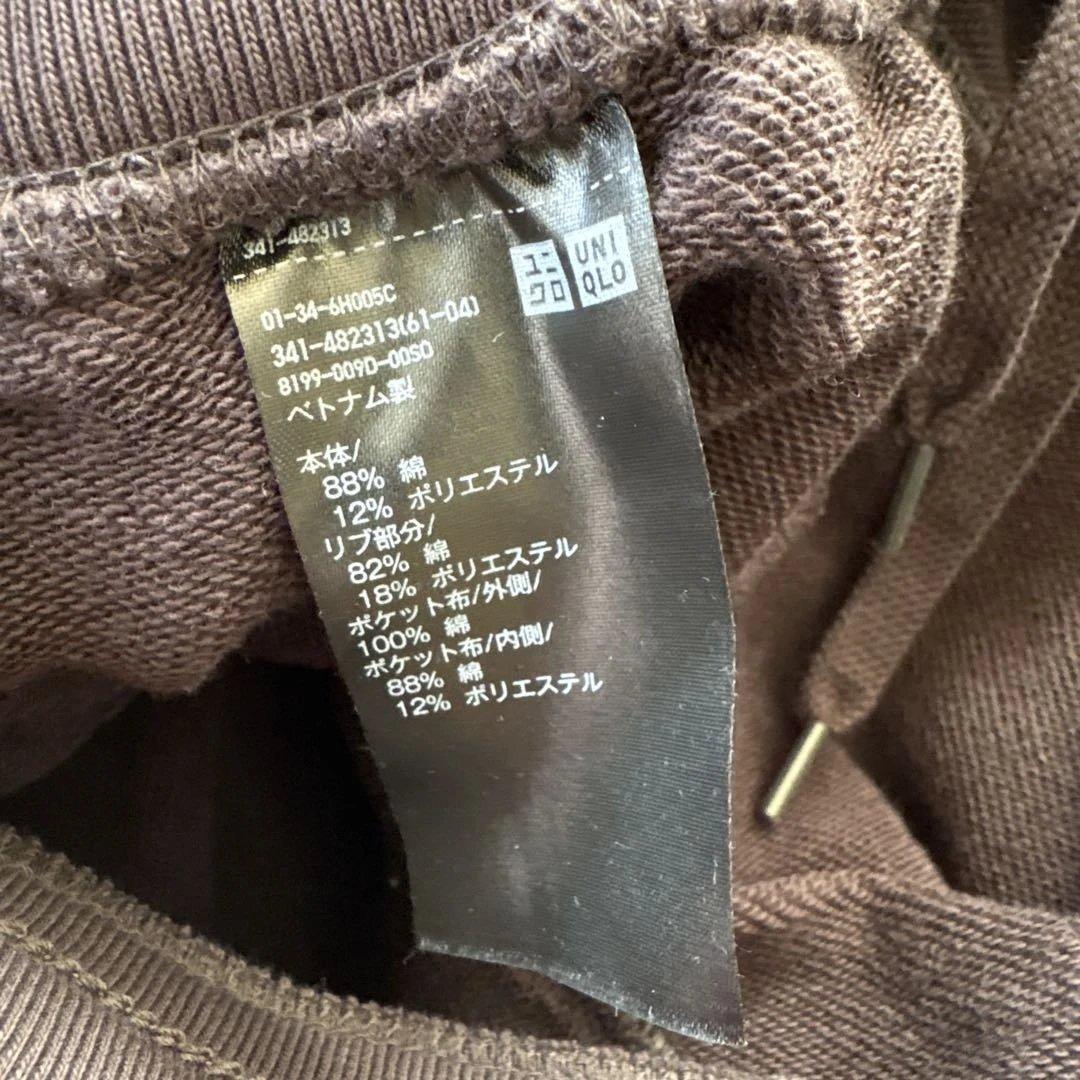 341-482313
ユニ
クロ
UNI
QLO
01-34-6H005C
341-482313(61-04)
8199-009D-00SO
ベトナム製
本体/
88% 綿
12% ポリエステル
リブ部分/
82% 綿
18% ポリエステル
ポケット布/外側/
100% 綿
ポケット布/内側/
88% 綿
12% ポリエステル